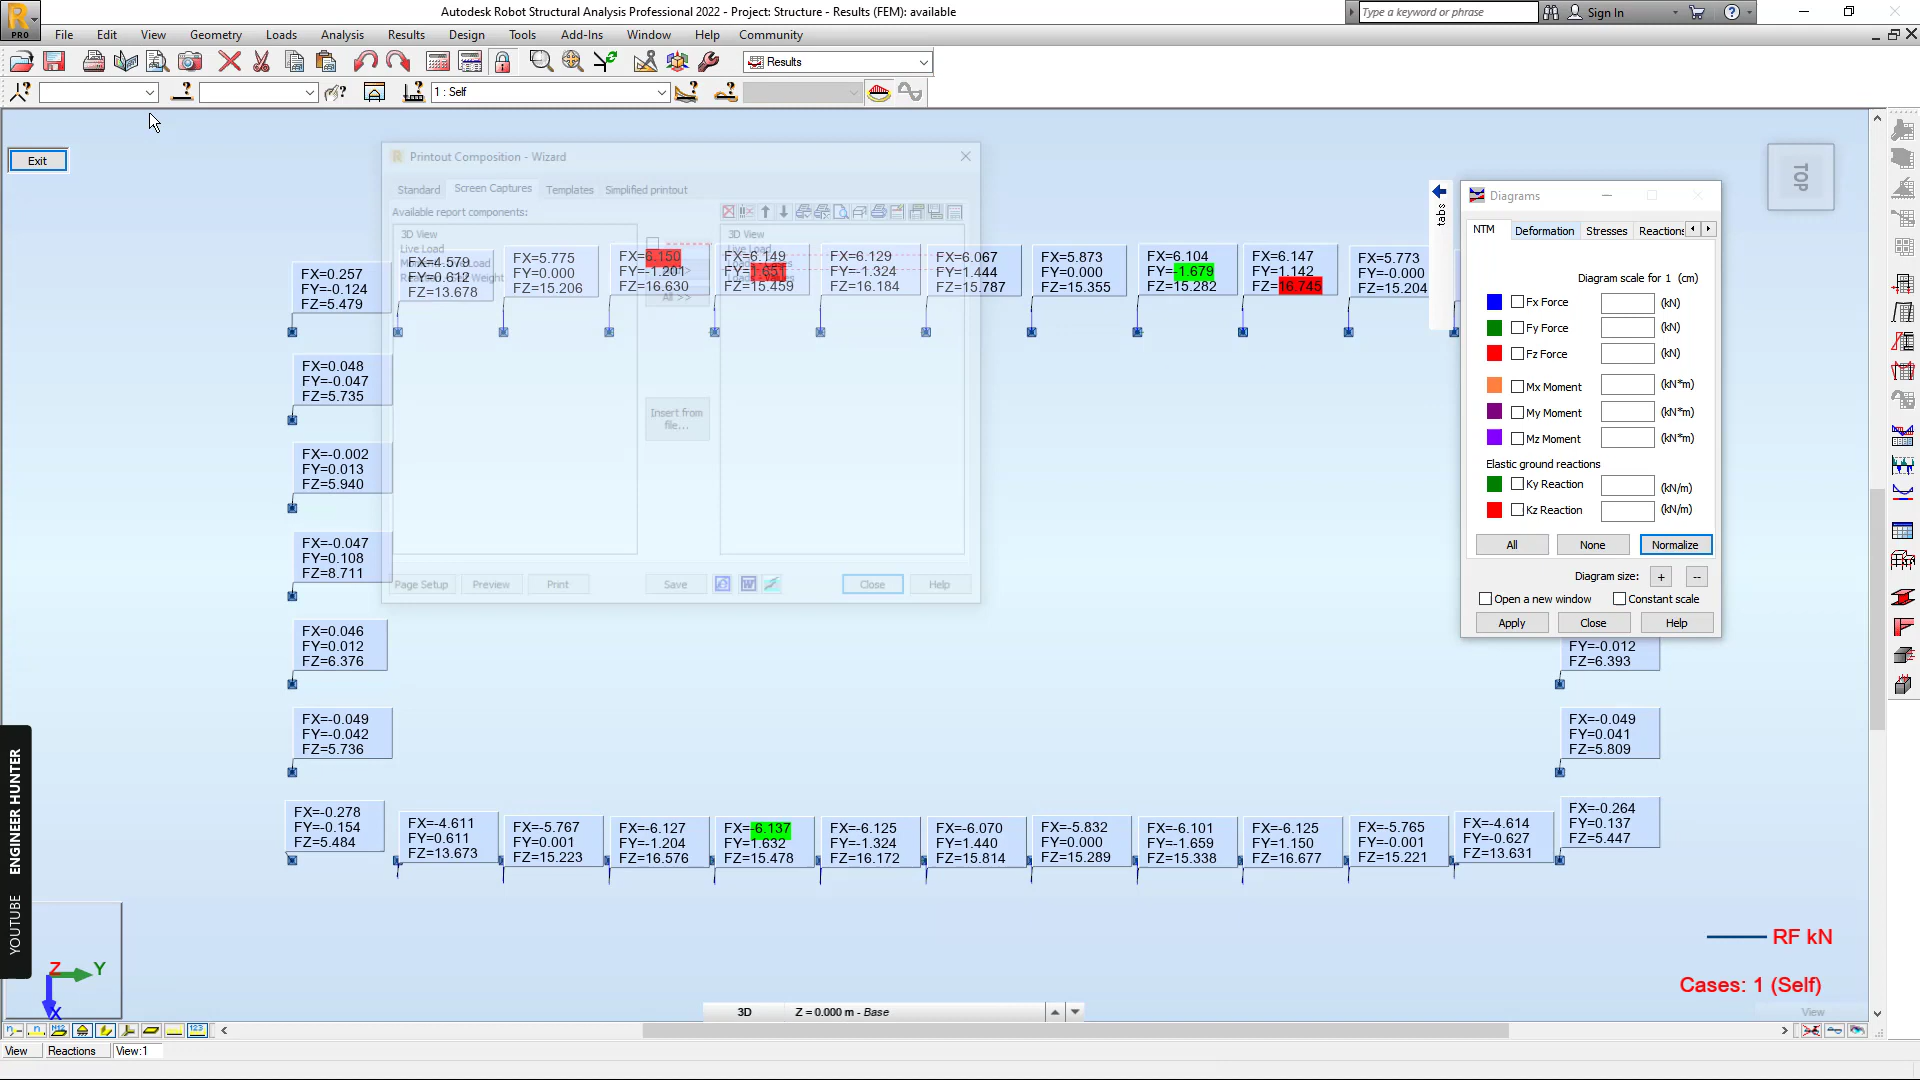 Autodesk Robot Structural Analysis Professional 2022 - Project: Structure - Results (FEM): available
Type a keyword or phrase
Sign In
PRO
File Edit View Geometry Loads Analysis Results Design Tools Add-Ins Window Help Community
Results
1 : Self
Exit
Printout Composition - Wizard
Standard Screen Captures Templates Simplified printout
Available report components:
3D View
Live Load
3D View
All >>
Insert from
file...
Page Setup Preview Print Save Close Help
FX=0.257
FY=-0.124
FZ=5.479
FX=4.579
FY=0.612
FZ=13.678
FX=5.775
FY=0.000
FZ=15.206
FX=6.150
FY=-1.201
FZ=16.630
FX=6.149
FY=1.651
FZ=15.459
FX=6.129
FY=-1.324
FZ=16.184
FX=6.067
FY=1.444
FZ=15.787
FX=5.873
FY=0.000
FZ=15.355
FX=6.104
FY=-1.679
FZ=15.282
FX=6.147
FY=1.142
FZ=16.745
FX=5.773
FY=-0.000
FZ=15.204
FX=0.048
FY=-0.047
FZ=5.735
FX=-0.002
FY=0.013
FZ=5.940
FX=-0.047
FY=0.108
FZ=8.711
FX=0.046
FY=0.012
FZ=6.376
FX=-0.049
FY=-0.042
FZ=5.736
FX=-0.278
FY=-0.154
FZ=5.484
FX=-4.611
FY=0.611
FZ=13.673
FX=-5.767
FY=0.001
FZ=15.223
FX=-6.127
FY=-1.204
FZ=16.576
FX=-6.137
FY=1.632
FZ=15.478
FX=-6.125
FY=-1.324
FZ=16.172
FX=-6.070
FY=1.440
FZ=15.814
FX=-5.832
FY=0.000
FZ=15.289
FX=-6.101
FY=-1.659
FZ=15.338
FX=-6.125
FY=1.150
FZ=16.677
FX=-5.765
FY=-0.001
FZ=15.221
FX=-4.614
FY=-0.627
FZ=13.631
FX=-0.264
FY=0.137
FZ=5.447
FX=-0.049
FY=0.041
FZ=5.809
FY=-0.012
FZ=6.393
tabs
TOP
Diagrams
NTM Deformation Stresses Reactions
Diagram scale for 1 (cm)
Fx Force (kN)
Fy Force (kN)
Fz Force (kN)
Mx Moment (kN*m)
My Moment (kN*m)
Mz Moment (kN*m)
Elastic ground reactions
Ky Reaction (kN/m)
Kz Reaction (kN/m)
All None Normalize
Diagram size: + --
Open a new window Constant scale
Apply Close Help
YOUTUBE ENGINEER HUNTER
Z Y
X
RF kN
Cases: 1 (Self)
3D Z = 0.000 m - Base
View
View Reactions View:1